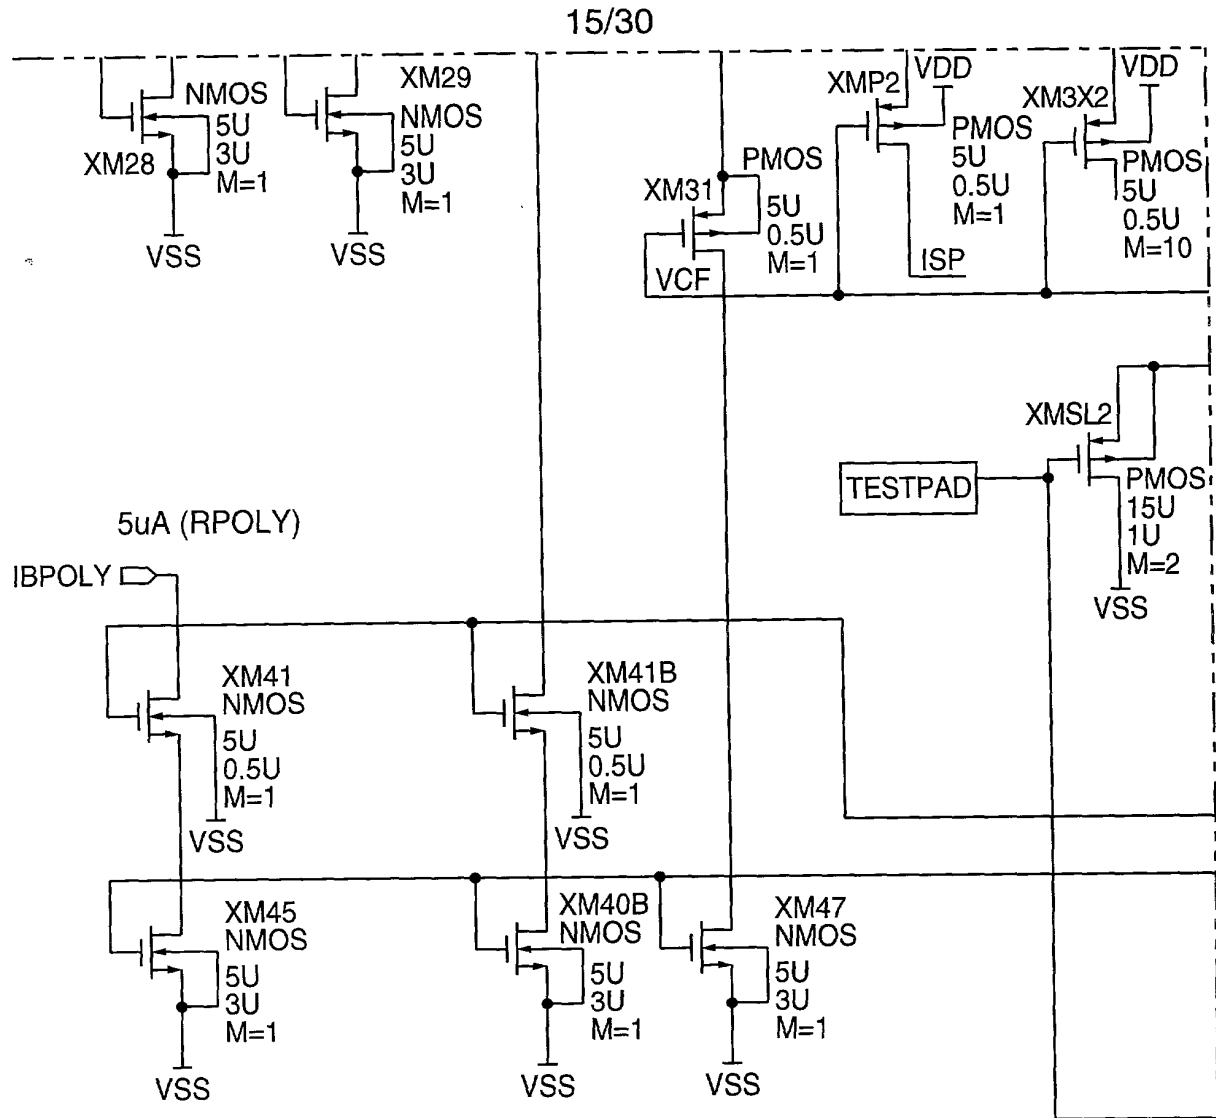 15/30
XM28
NMOS
5U
3U
M=1
VSS
XM29
NMOS
5U
3U
M=1
VSS
XM31
PMOS
5U
0.5U
M=1
VCF
XMP2
VDD
PMOS
5U
0.5U
M=1
ISP
XM3X2
VDD
PMOS
5U
0.5U
M=10
XMSL2
PMOS
15U
1U
M=2
VSS
TESTPAD
5uA (RPOLY)
IBPOLY
XM41
NMOS
5U
0.5U
M=1
VSS
XM41B
NMOS
5U
0.5U
M=1
VSS
XM45
NMOS
5U
3U
M=1
VSS
XM40B
NMOS
5U
3U
M=1
VSS
XM47
NMOS
5U
3U
M=1
VSS